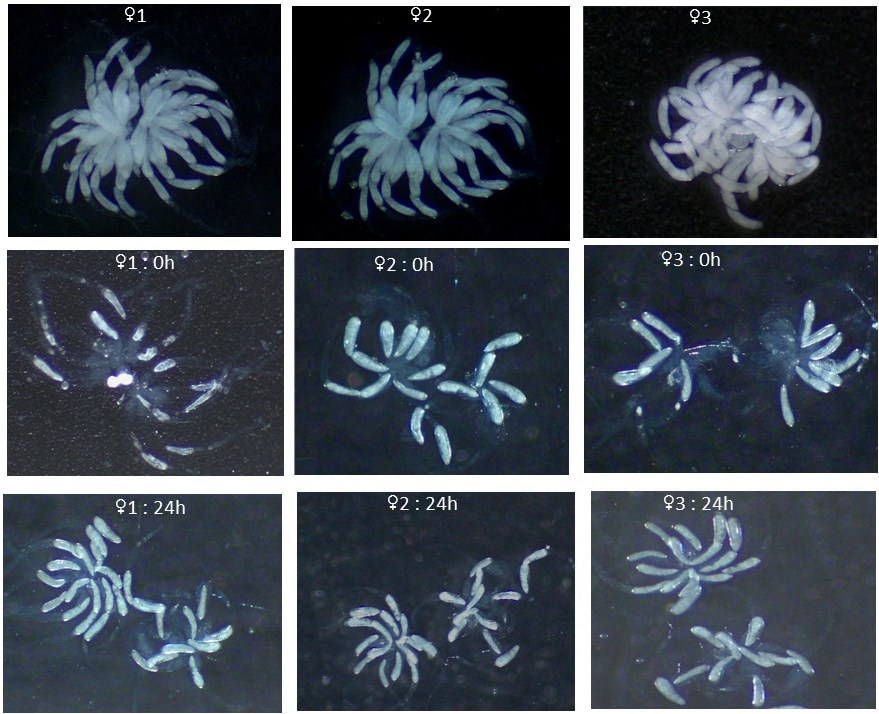 ♀1
♀2
♀3
♀1 : 0h
♀2 : 0h
♀3 : 0h
♀1 : 24h
♀2 : 24h
♀3 : 24h